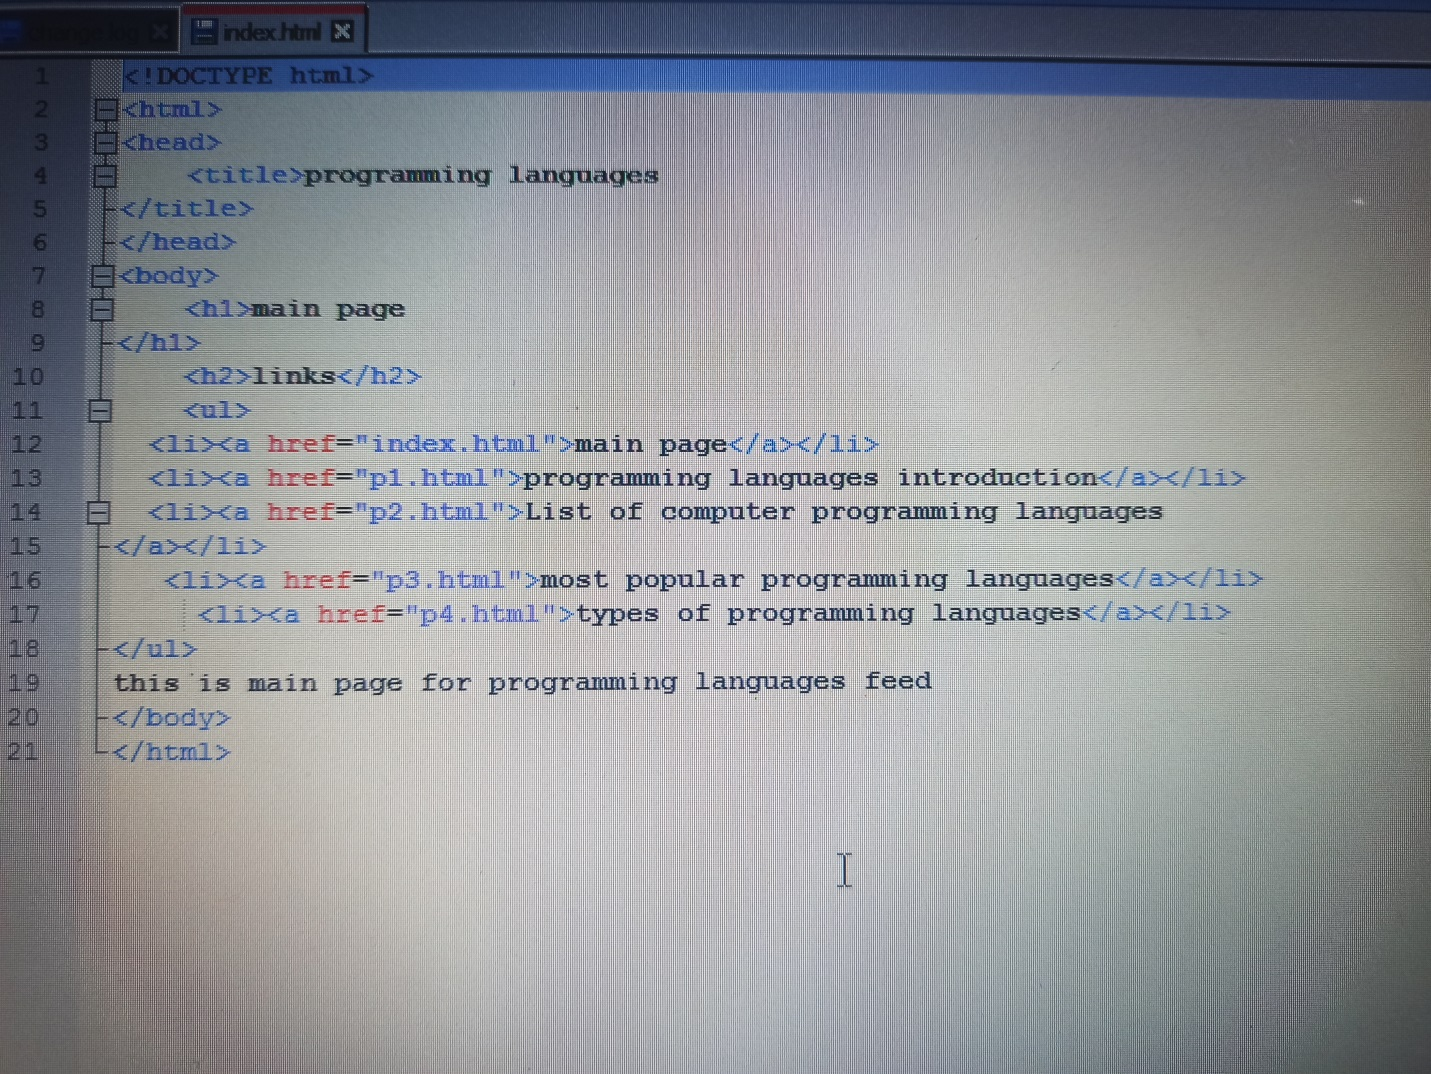 change.log
index.html
1 <!DOCTYPE html>
2 <html>
3 <head>
4 <title>programming languages
5 </title>
6 </head>
7 <body>
8 <h1>main page
9 </h1>
10 <h2>links</h2>
11 <ul>
12 <li><a href="index.html">main page</a></li>
13 <li><a href="p1.html">programming languages introduction</a></li>
14 <li><a href="p2.html">List of computer programming languages
15 </a></li>
16 <li><a href="p3.html">most popular programming languages</a></li>
17 <li><a href="p4.html">types of programming languages</a></li>
18 </ul>
19 this is main page for programming languages feed
20 </body>
21 </html>